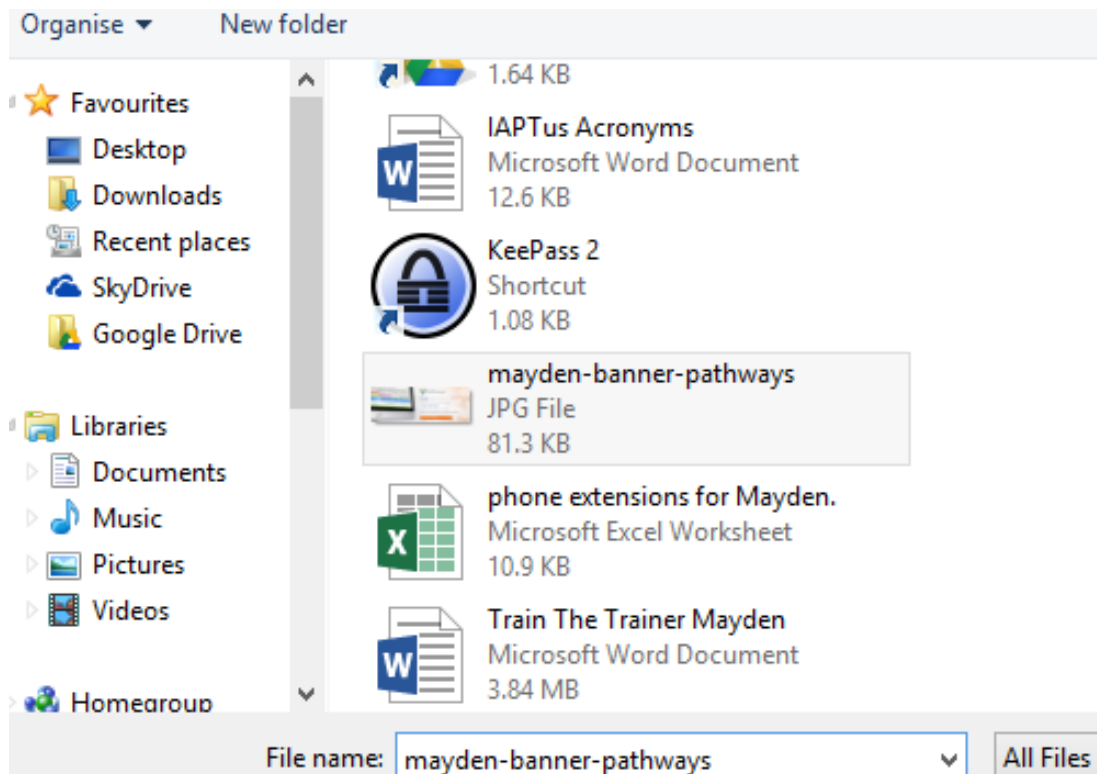 Organise New folder
Favourites
Desktop
Downloads
Recent places
SkyDrive
Google Drive
Libraries
Documents
Music
Pictures
Videos
Homegroup
1.64 KB
IAPTus Acronyms
Microsoft Word Document
12.6 KB
KeePass 2
Shortcut
1.08 KB
mayden-banner-pathways
JPG File
81.3 KB
phone extensions for Mayden.
Microsoft Excel Worksheet
10.9 KB
Train The Trainer Mayden
Microsoft Word Document
3.84 MB
File name: mayden-banner-pathways All Files